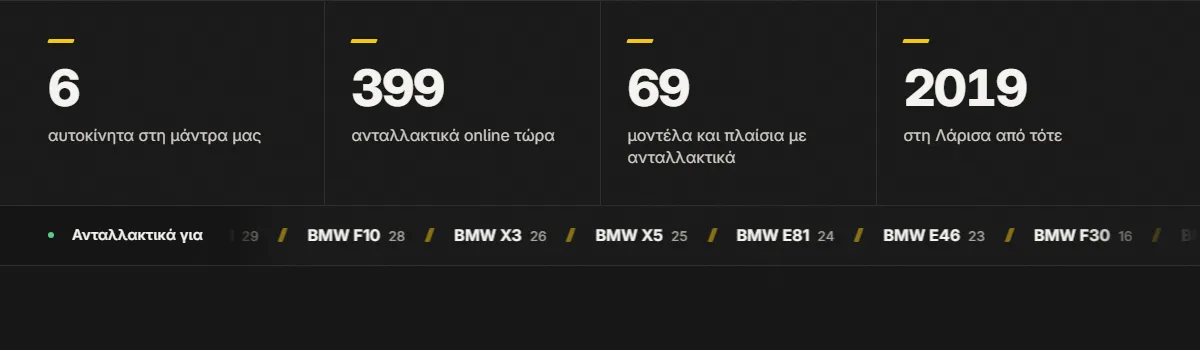 6
399
69
2019
αυτοκίνητα στη μάντρα μας
ανταλλακτικά online τώρα
μοντέλα και πλαίσια με
ανταλλακτικά
στη Λάρισα από τότε
Ανταλλακτικά για 29 / BMW F10 28 / BMW X3 26 / BMW X5 25 / BMW E81 24 / BMW E46 23 / BMW F30 16 /